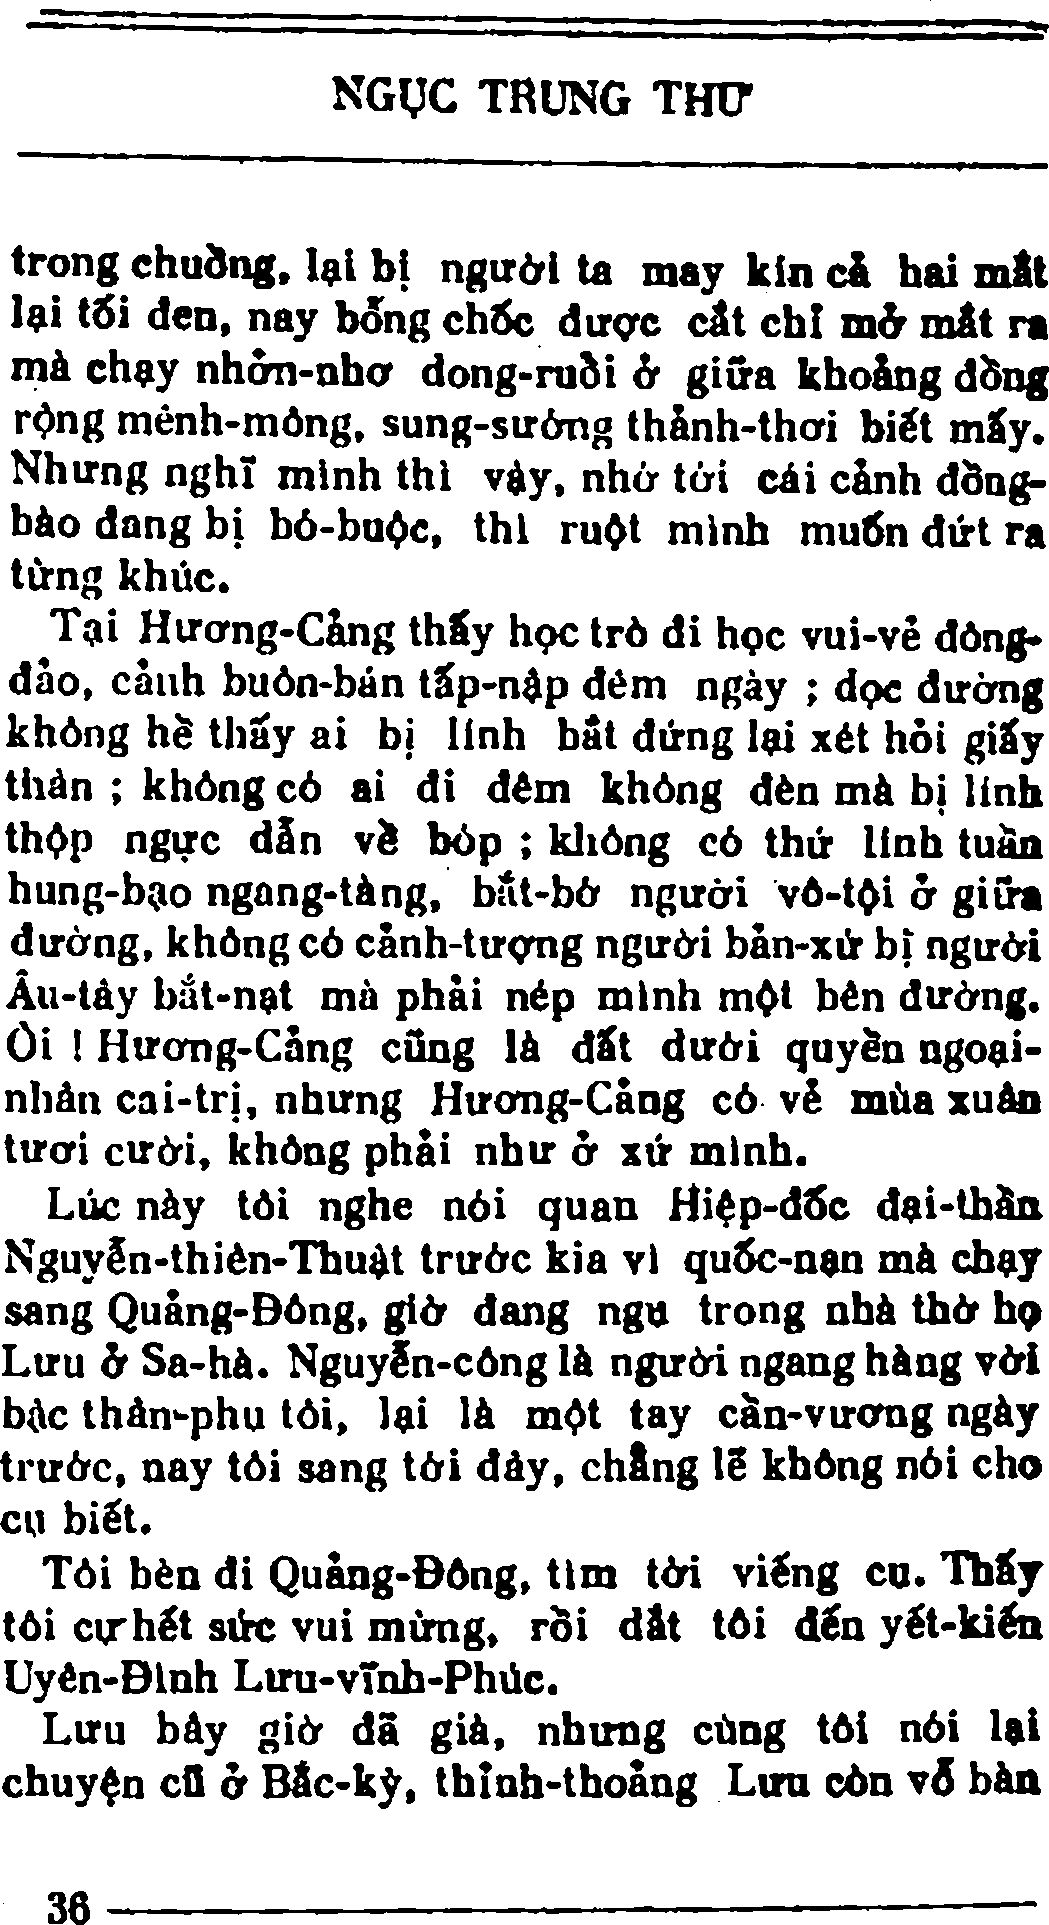 NGỤC TRUNG THƯ
trong chuồng, lại bị người ta may kín cả hai mắt
lại tối đen, nay bỗng chốc được cắt chỉ mở mắt ra
mà chạy nhởn-nhơ dong-ruổi ở giữa khoảng đồng
rộng mênh-mông, sung-sướng thảnh-thơi biết mấy.
Nhưng nghĩ mình thì vậy, nhớ tới cái cảnh đồng-
bào đang bị bó-buộc, thì ruột mình muốn đứt ra
từng khúc.
Tại Hương-Cảng thấy học trò đi học vui-vẻ đông-
đảo, cảnh buôn-bán tấp-nập đêm ngày ; dọc đường
không hề thấy ai bị lính bắt đứng lại xét hỏi giấy
thân ; không có ai đi đêm không đèn mà bị lính
thộp ngực dẫn về bóp ; không có thứ lính tuần
hung-bạo ngang-tàng, bắt-bớ người vô-tội ở giữa
đường, không có cảnh-tượng người bản-xứ bị người
Âu-tây bắt-nạt mà phải nép mình một bên đường.
Ôi ! Hương-Cảng cũng là đất dưới quyền ngoại-
nhân cai-trị, nhưng Hương-Cảng có vẻ mùa xuân
tươi cười, không phải như ở xứ mình.
Lúc này tôi nghe nói quan Hiệp-đốc đại-thần
Nguyễn-thiện-Thuật trước kia vì quốc-nạn mà chạy
sang Quảng-Đông, giờ đang ngụ trong nhà thờ họ
Lưu ở Sa-hà. Nguyễn-công là người ngang hàng với
bậc thân-phụ tôi, lại là một tay cần-vương ngày
trước, nay tôi sang tới đây, chẳng lẽ không nói cho
cụ biết.
Tôi bèn đi Quảng-Đông, tìm tới viếng cụ. Thấy
tôi cụ hết sức vui mừng, rồi dắt tôi đến yết-kiến
Uyên-Đình Lưu-vĩnh-Phúc.
Lưu bây giờ đã già, nhưng cùng tôi nói lại
chuyện cũ ở Bắc-kỳ, thỉnh-thoảng Lưu còn vỗ bàn
36